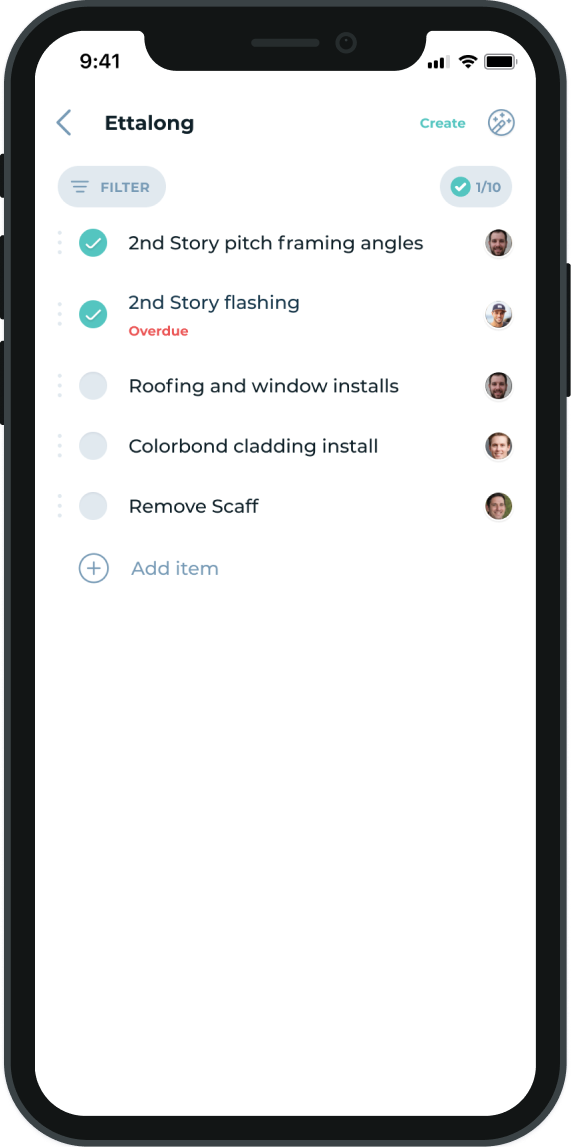 9:41
Ettalong
Create
FILTER
1/10
2nd Story pitch framing angles
2nd Story flashing
Overdue
Roofing and window installs
Colorbond cladding install
Remove Scaff
Add item